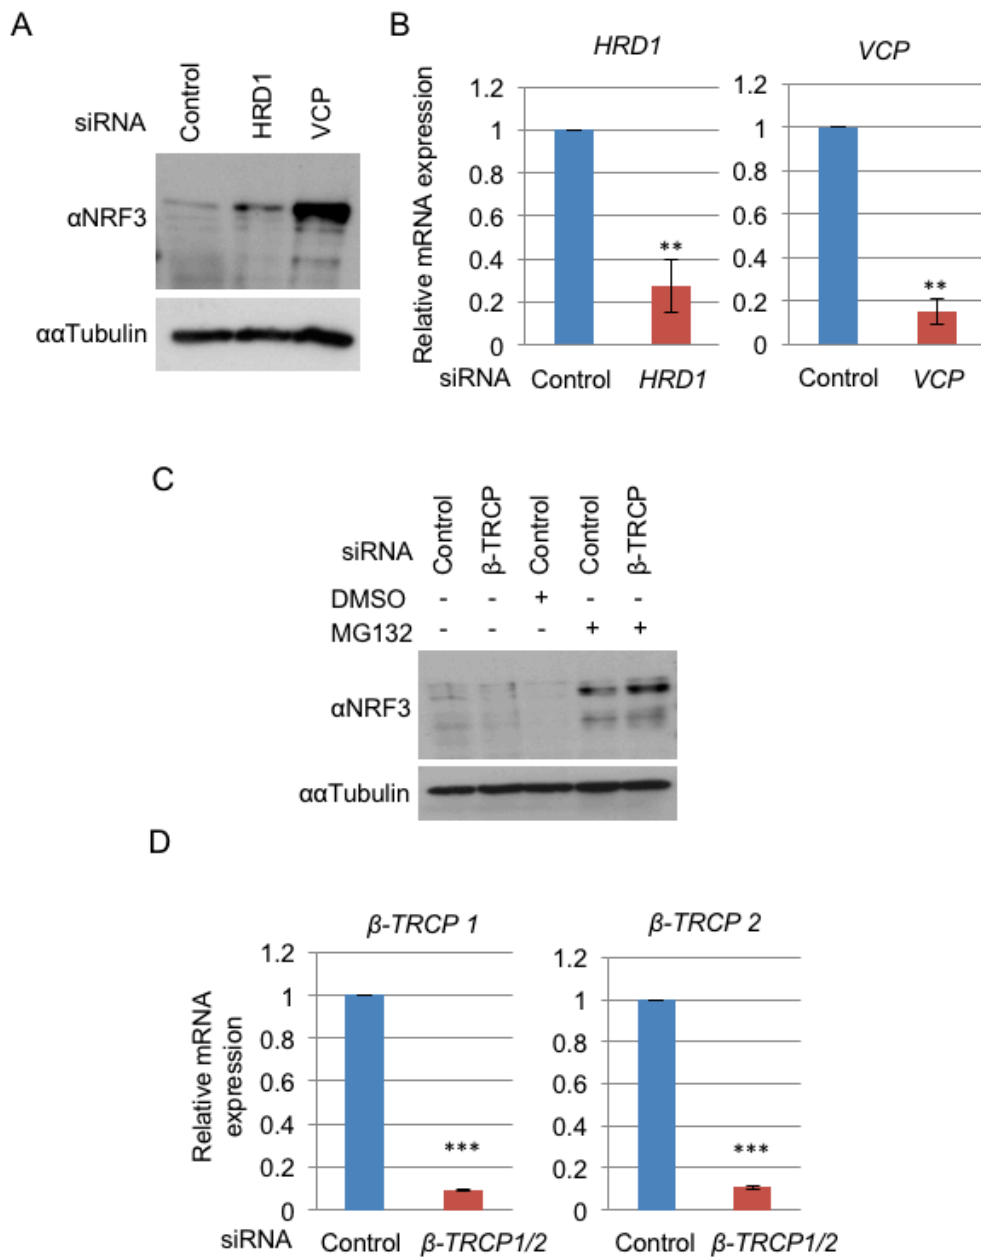 A
siRNA Control HRD1 VCP
αNRF3
ααTubulin
B
HRD1 VCP
Relative mRNA expression
1.2 1.2
1 1
0.8 0.8
0.6 0.6
0.4 ** 0.4
0.2 0.2 **
0 0
siRNA Control HRD1 Control VCP
C
siRNA Control β-TRCP Control Control β-TRCP
DMSO - - + - -
MG132 - - - + +
αNRF3
ααTubulin
D
β-TRCP 1 β-TRCP 2
Relative mRNA
expression
1.2 1.2
1 1
0.8 0.8
0.6 0.6
0.4 0.4
*** ***
0.2 0.2
0 0
siRNA Control β-TRCP1/2 Control β-TRCP1/2